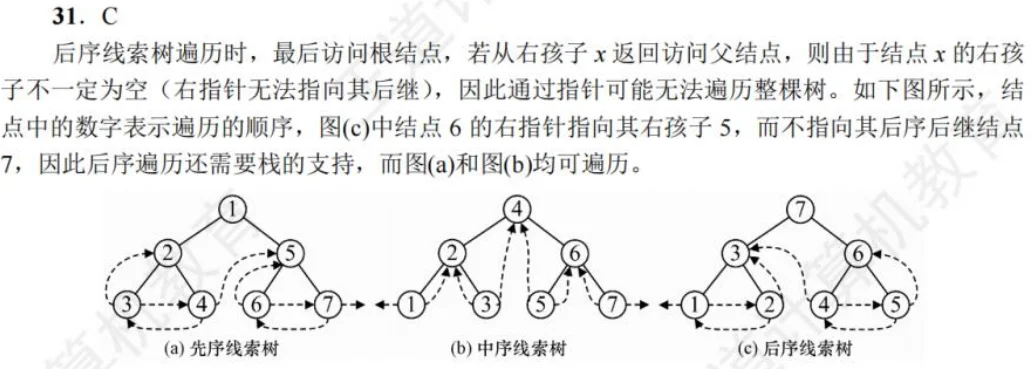 31. C
后序线索树遍历时，最后访问根结点，若从右孩子 x 返回访问父结点，则由于结点 x 的右孩
子不一定为空（右指针无法指向其后继），因此通过指针可能无法遍历整棵树。如下图所示，结
点中的数字表示遍历的顺序，图(c)中结点 6 的右指针指向其右孩子 5，而不指向其后序后继结点
7，因此后序遍历还需要栈的支持，而图(a)和图(b)均可遍历。
1 4 7
2 5 2 6 3 6
3 4 6 7 1 3 5 7 1 2 4 5
(a) 先序线索树 (b) 中序线索树 (c) 后序线索树